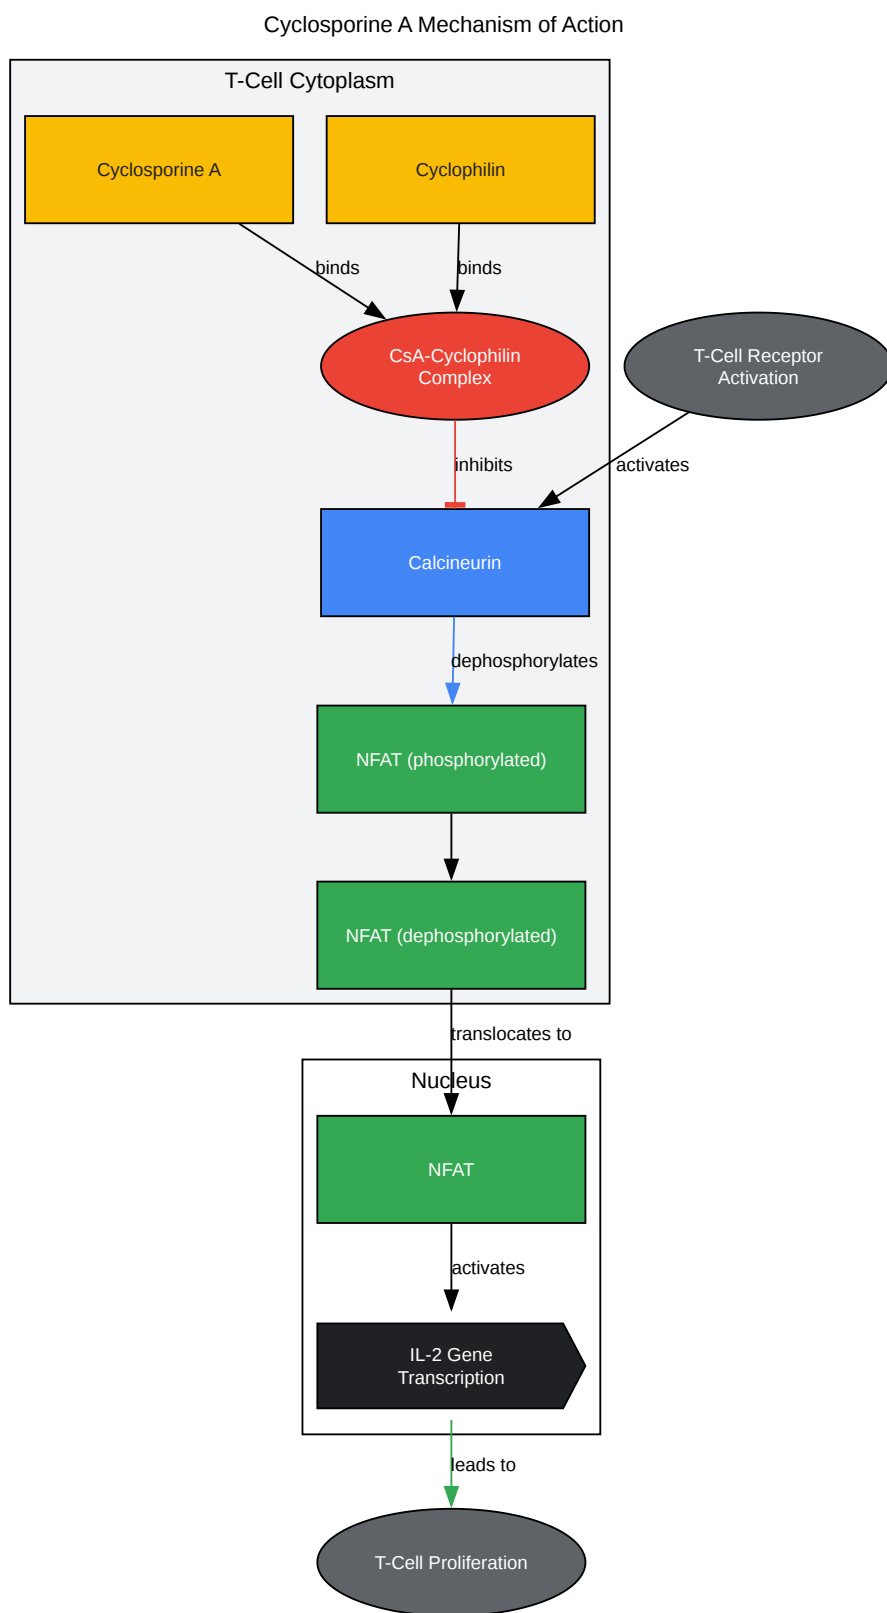 Cyclosporine A Mechanism of Action
T-Cell Cytoplasm
Cyclosporine A
Cyclophilin
binds
binds
CsA-Cyclophilin
Complex
T-Cell Receptor
Activation
inhibits
activates
Calcineurin
dephosphorylates
NFAT (phosphorylated)
NFAT (dephosphorylated)
translocates to
Nucleus
NFAT
activates
IL-2 Gene
Transcription
leads to
T-Cell Proliferation